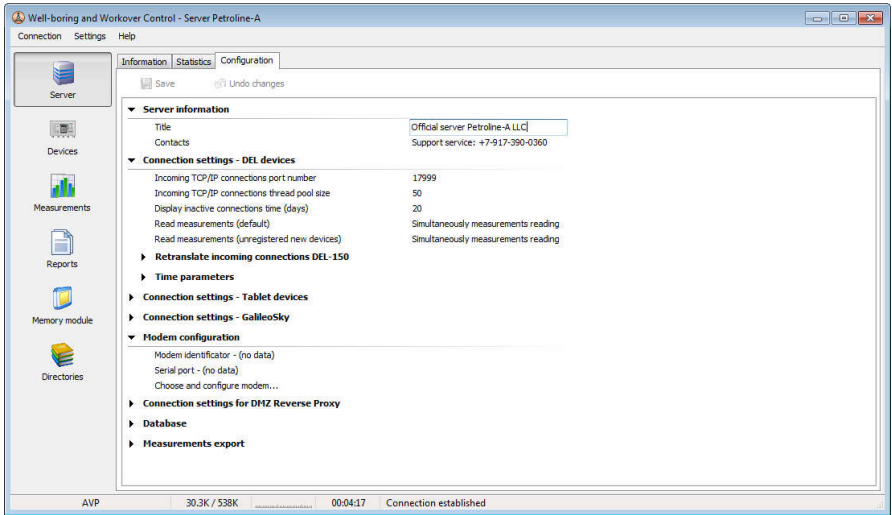 Well-boring and Workover Control - Server Petroline-A
Connection Settings Help
Server
Devices
Measurements
Reports
Memory module
Directories
Information Statistics Configuration
Save Undo changes
Server information
Title Official server Petroline-A LLC
Contacts Support service: +7-917-390-0360
Connection settings - DEL devices
Incoming TCP/IP connections port number 17999
Incoming TCP/IP connections thread pool size 50
Display inactive connections time (days) 20
Read measurements (default) Simultaneously measurements reading
Read measurements (unregistered new devices) Simultaneously measurements reading
Retranslate incoming connections DEL-150
Time parameters
Connection settings - Tablet devices
Connection settings - GalileoSky
Modem configuration
Modem identificator - (no data)
Serial port - (no data)
Choose and configure modem...
Connection settings for DMZ Reverse Proxy
Database
Measurements export
AVP 30.3K / 538K 00:04:17 Connection established